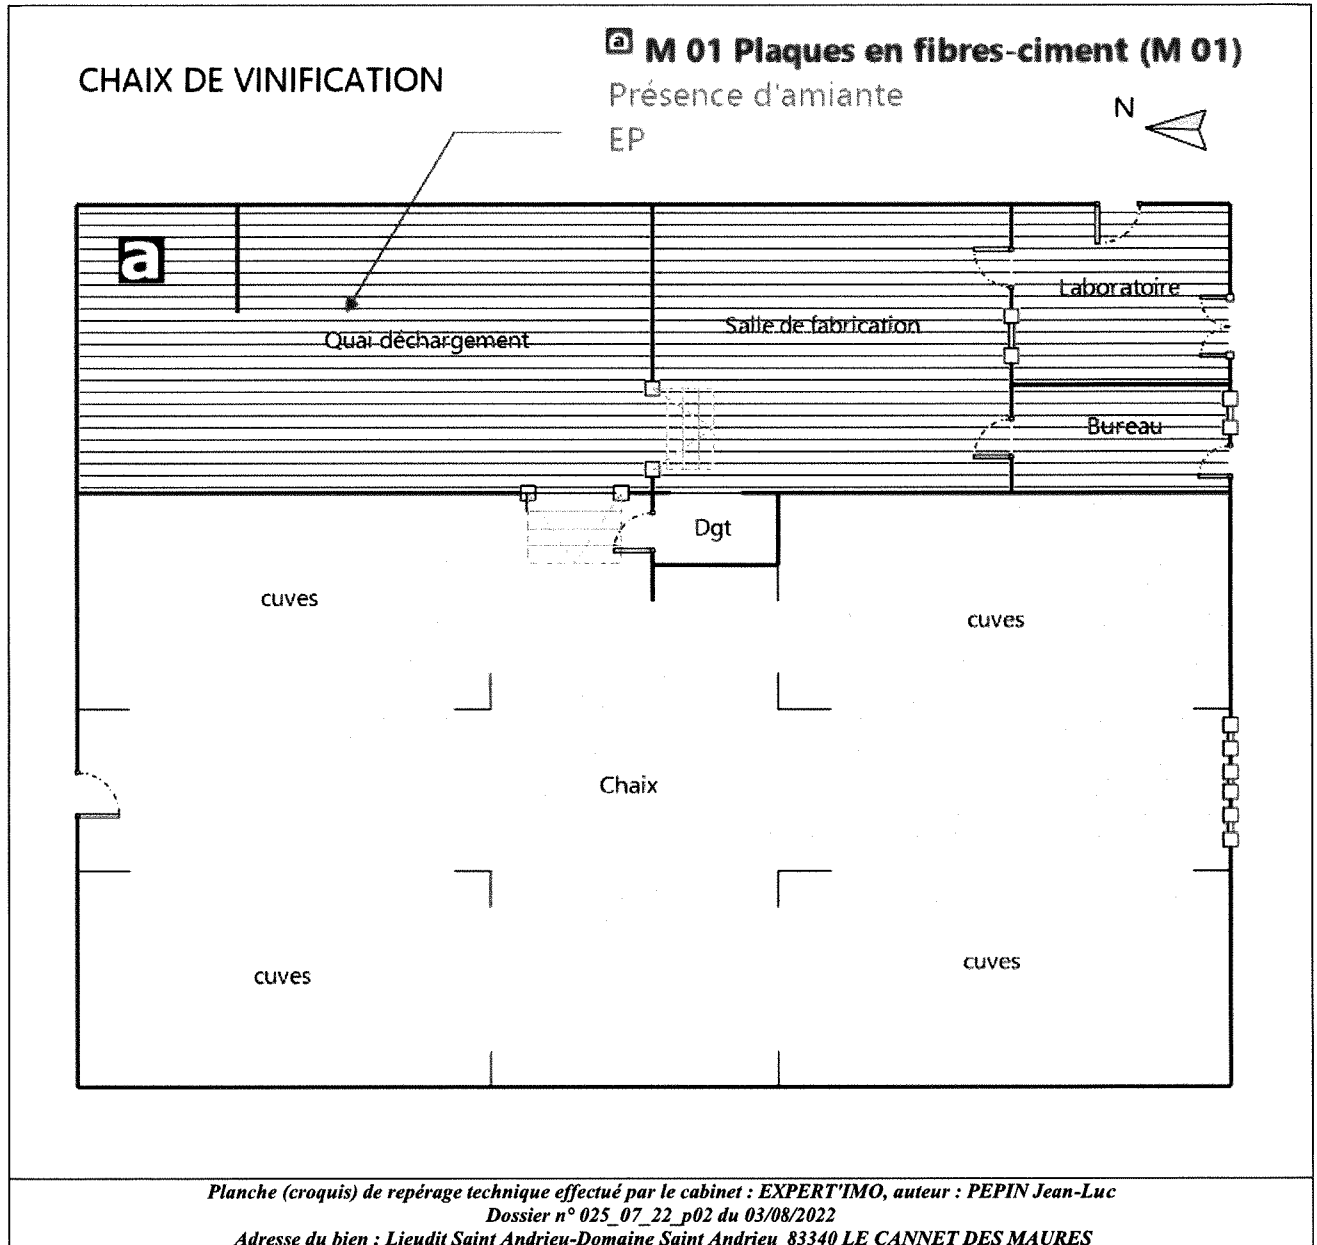 CHAIX DE VINIFICATION
a M 01 Plaques en fibres-ciment (M 01)
Présence d'amiante
EP
N
a
Laboratoire
Salle de fabrication
Quai déchargement
Bureau
Dgt
cuves
cuves
Chaix
cuves
cuves
Planche (croquis) de repérage technique effectué par le cabinet : EXPERT'IMO, auteur : PEPIN Jean-Luc
Dossier n° 025_07_22_p02 du 03/08/2022
Adresse du bien : Lieudit Saint Andrieu-Domaine Saint Andrieu 83340 LE CANNET DES MAURES